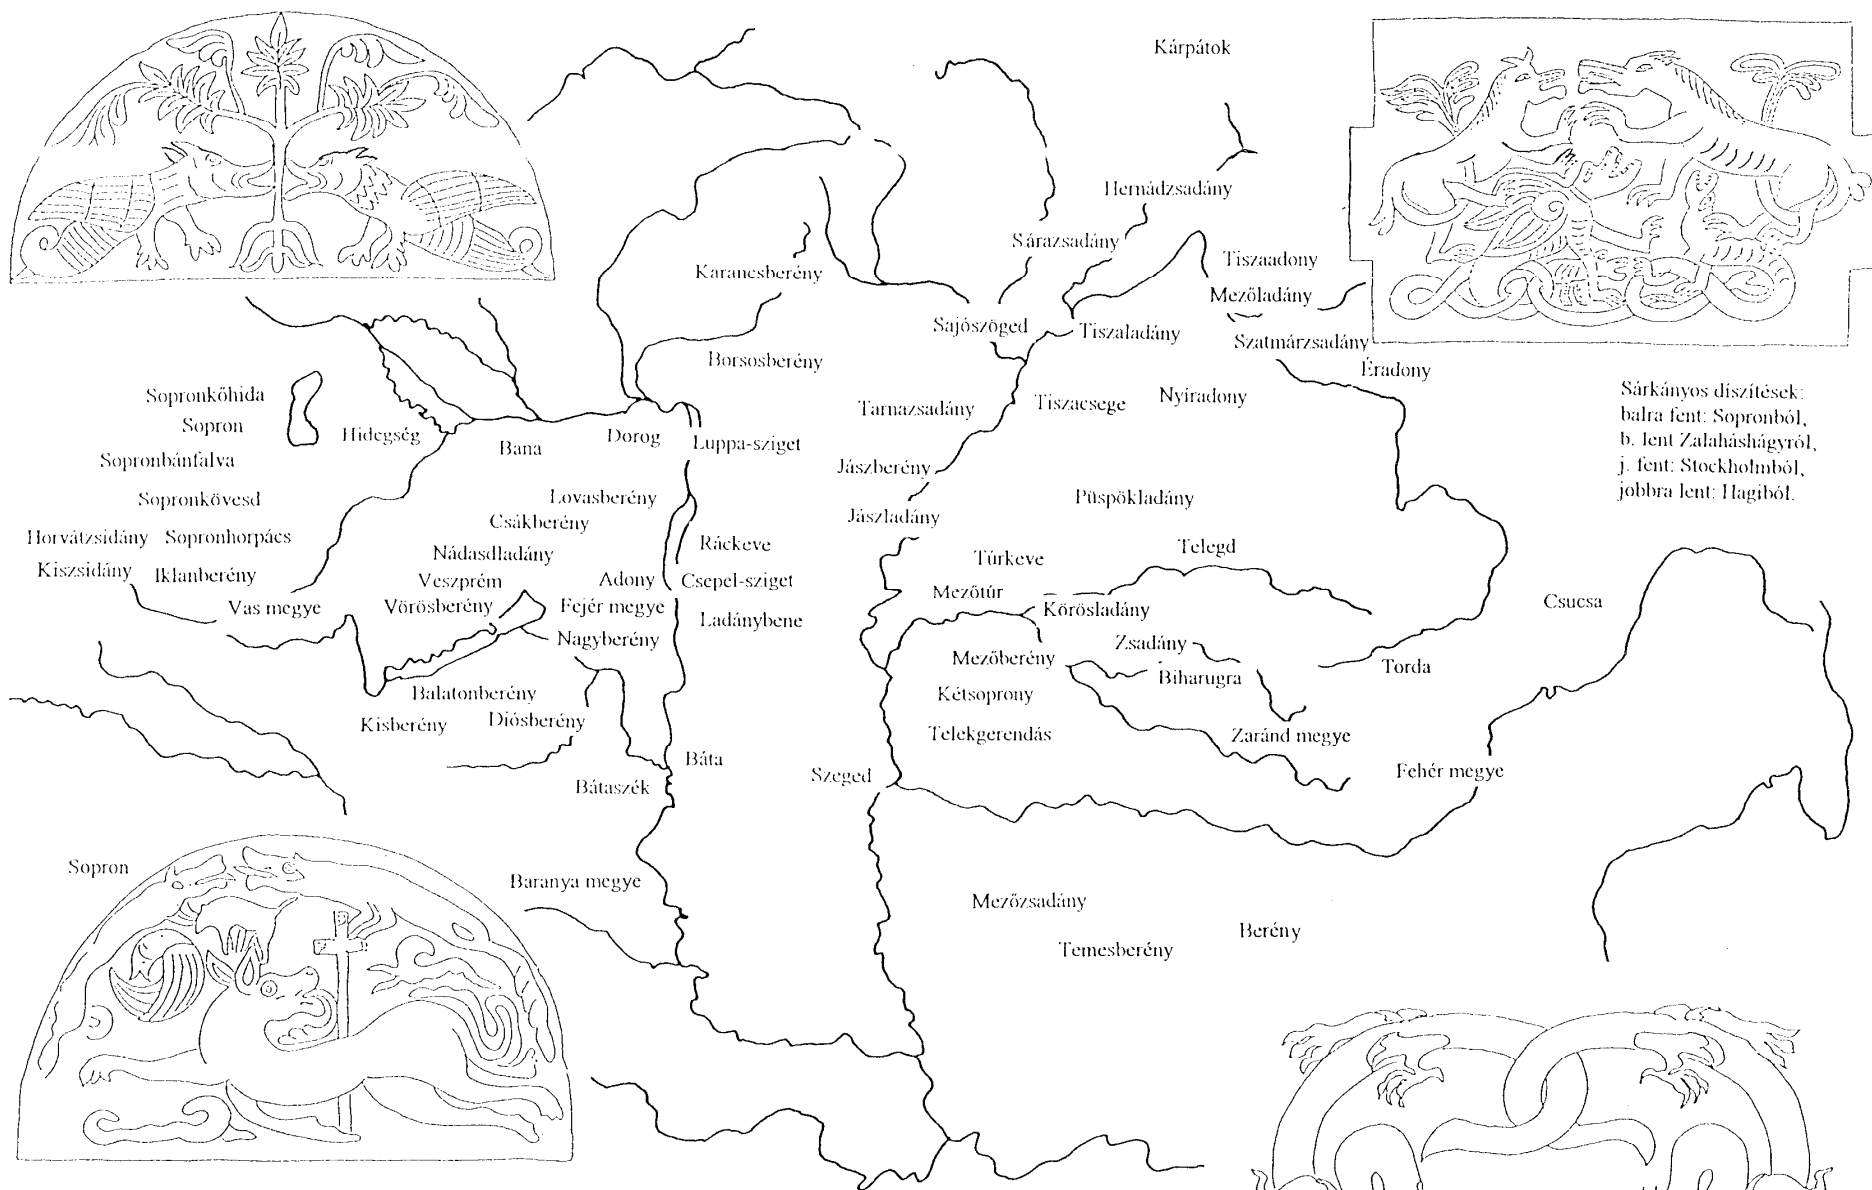 Kárpátok
Hernádzsadány
Sárazsadány
Tiszaadony
Karancsberény
Mezőladány
Sajószöged
Tiszaladány
Szatmárzsadány
Borsosberény
Éradony
Sárkányos díszítések:
balra fent: Sopronból,
b. lent Zalaháshágyról,
j. fent: Stockholmból,
jobbra lent: Hagiból.
Sopronkőhida
Tarnazsadány
Tiszacsege
Nyíradony
Sopron
Hidegség
Bana
Dorog
Luppa-sziget
Sopronbánfalva
Jászberény
Sopronkövesd
Lovasberény
Püspökladány
Csákberény
Jászladány
Horvátzsidány
Sopronhorpács
Ráckeve
Telegd
Nádasdladány
Túrkeve
Kiszsidány
Iklanberény
Veszprém
Adony
Csepel-sziget
Mezőtúr
Vas megye
Vörösberény
Fejér megye
Körösladány
Csucsa
Ladánybene
Nagyberény
Zsadány
Mezőberény
Torda
Biharugra
Balatonberény
Kétsoprony
Kisberény
Diósberény
Telekgerendás
Zaránd megye
Báta
Szeged
Fehér megye
Bátaszék
Sopron
Baranya megye
Mezőzsadány
Berény
Temesberény